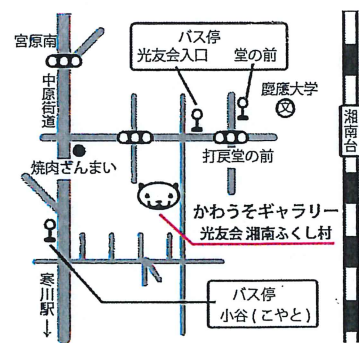 宮原南
中原街道
バス停
光友会入口 堂の前
慶應大学
文
湘南台
焼肉ざんまい
打戻堂の前
かわうそギャラリー
光友会 湘南ふくし村
寒川駅
↓
バス停
小谷(こやと)